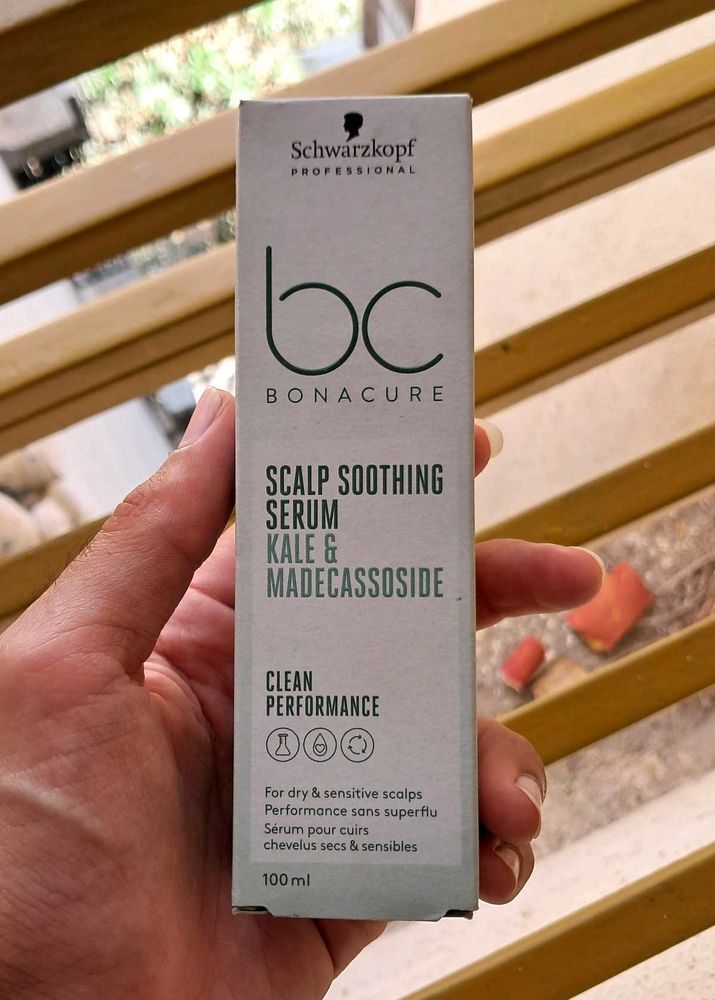 Schwarzkopf
PROFESSIONAL
bc
BONACURE
SCALP SOOTHING
SERUM
KALE &
MADECASSOSIDE
CLEAN
PERFORMANCE
For dry & sensitive scalps
Performance sans superflu
Sérum pour cuirs
chevelus secs & sensibles
100 ml